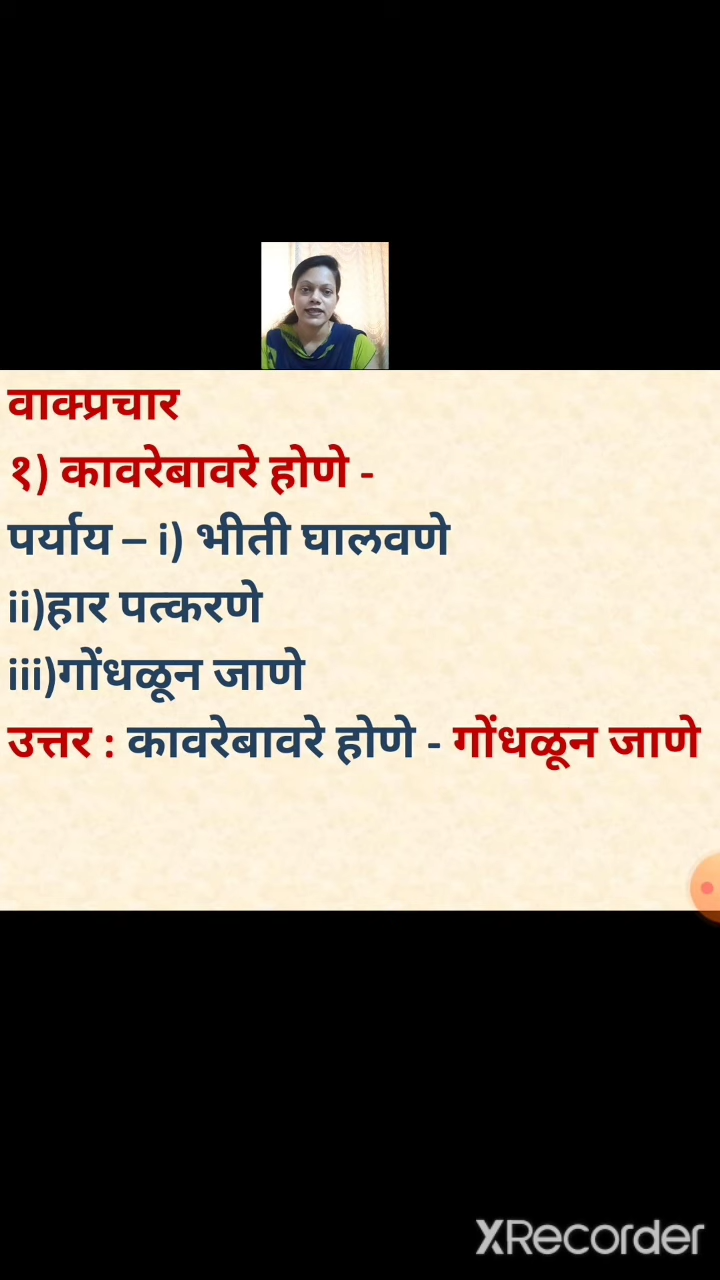 वाक्प्रचार
१) कावरेबावरे होणे -
पर्याय – i) भीती घालवणे
ii)हार पत्करणे
iii)गोंधळून जाणे
उत्तर : कावरेबावरे होणे - गोंधळून जाणे
XRecorder